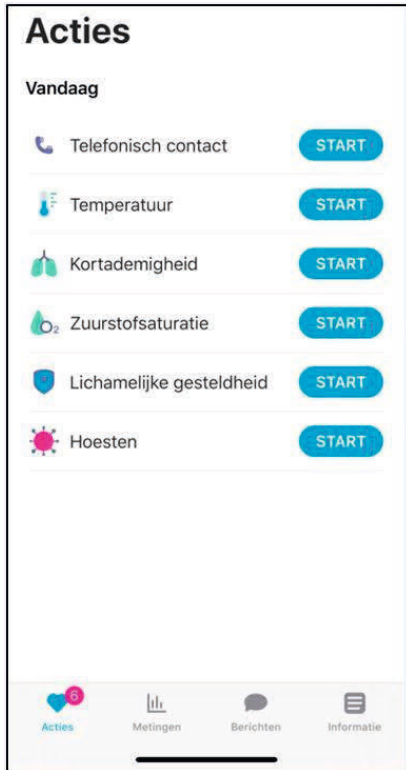 Acties
Vandaag
Telefonisch contact START
Temperatuur START
Kortademigheid START
O₂ Zuurstofsaturatie START
Lichamelijke gesteldheid START
Hoesten START
6
Acties Metingen Berichten Informatie